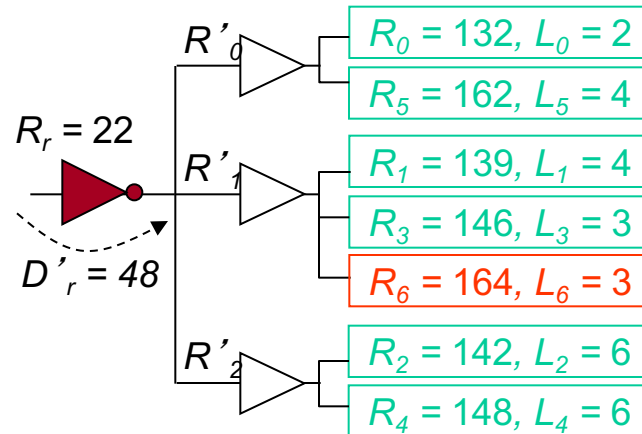 R'₀
R₀ = 132, L₀ = 2
R₅ = 162, L₅ = 4
Rᵣ = 22
R'₁
R₁ = 139, L₁ = 4
R₃ = 146, L₃ = 3
R₆ = 164, L₆ = 3
D'ᵣ = 48
R'₂
R₂ = 142, L₂ = 6
R₄ = 148, L₄ = 6